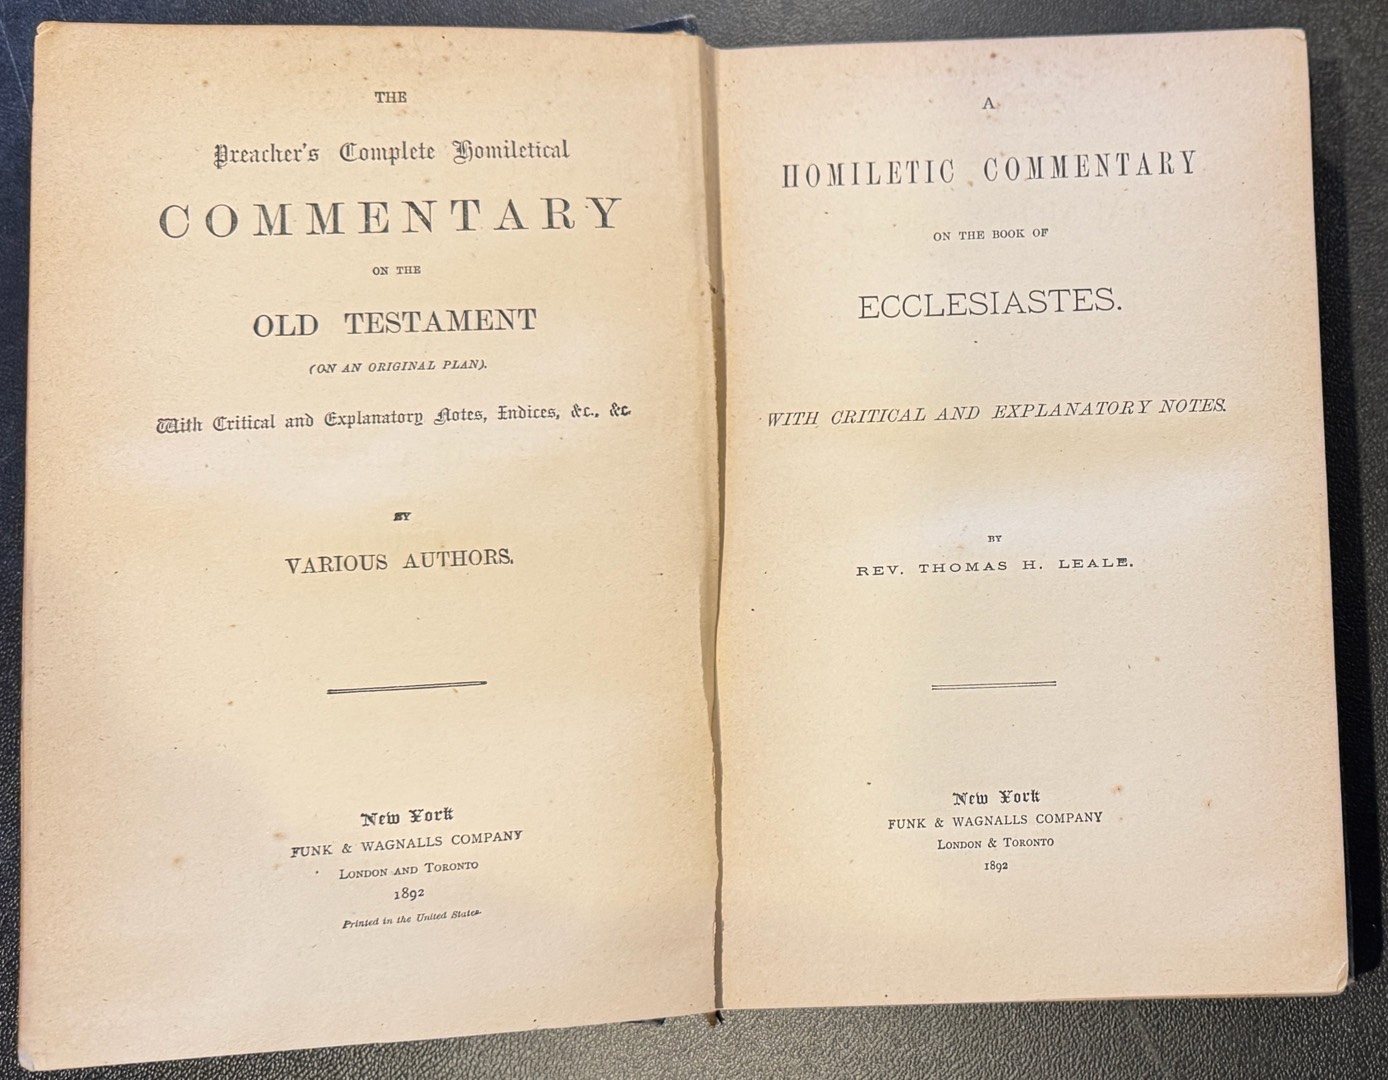 THE
Preacher's Complete Homiletical
COMMENTARY
ON THE
OLD TESTAMENT
(ON AN ORIGINAL PLAN).
With Critical and Explanatory Notes, Indices, &c., &c.
BY
VARIOUS AUTHORS.
New York
FUNK & WAGNALLS COMPANY
LONDON AND TORONTO
1892
Printed in the United States
A
HOMILETIC COMMENTARY
ON THE BOOK OF
ECCLESIASTES.
WITH CRITICAL AND EXPLANATORY NOTES.
BY
REV. THOMAS H. LEALE.
New York
FUNK & WAGNALLS COMPANY
LONDON & TORONTO
1892